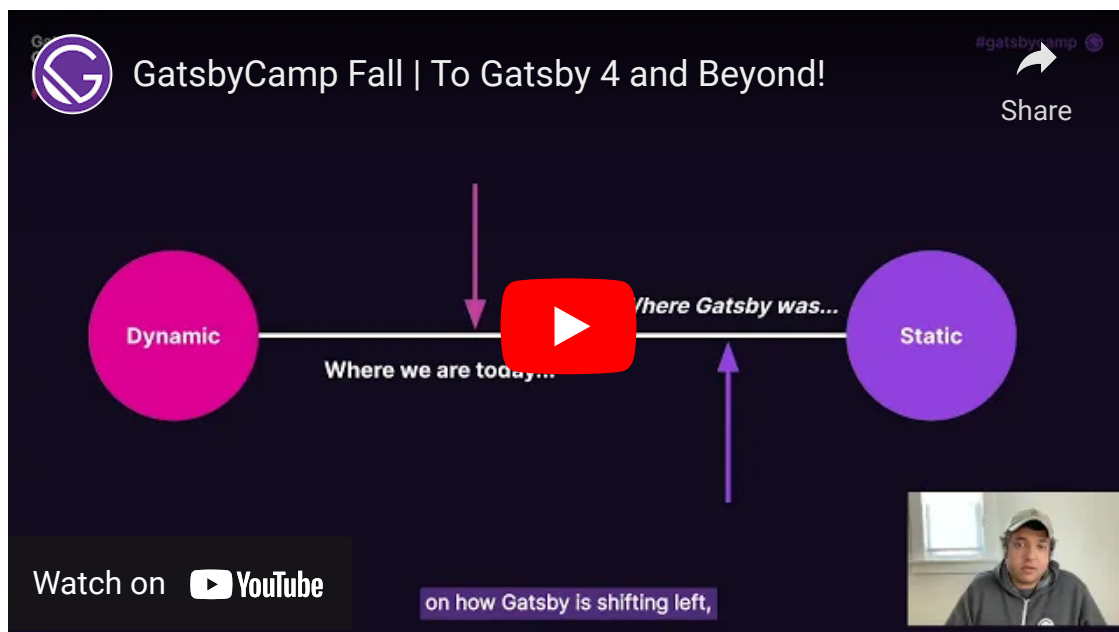 #gatsbycamp
GatsbyCamp Fall | To Gatsby 4 and Beyond!
Share
Where Gatsby was...
Dynamic
Static
Where we are today...
Watch on
YouTube
on how Gatsby is shifting left,